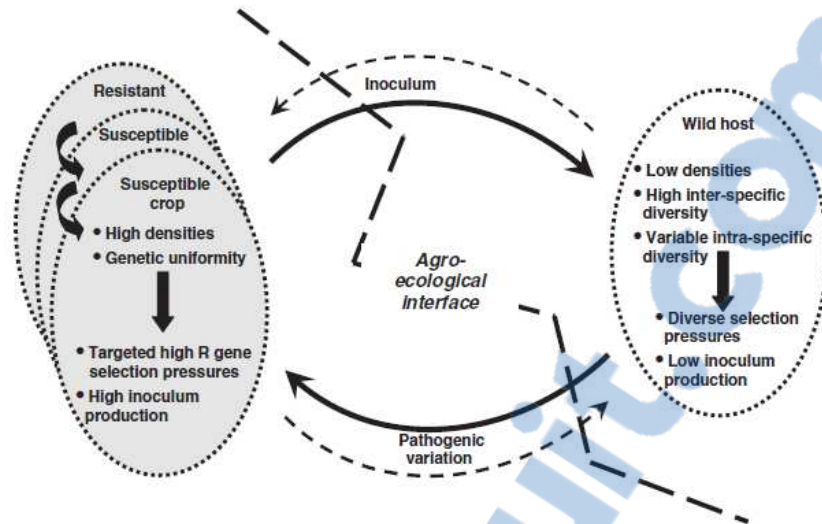 Resistant
Susceptible
Susceptible
crop
• High densities
• Genetic uniformity
• Targeted high R gene
selection pressures
• High inoculum
production
Inoculum
Agro-
ecological
interface
Pathogenic
variation
Wild host
• Low densities
• High inter-specific
diversity
• Variable intra-specific
diversity
• Diverse selection
pressures
• Low inoculum
production